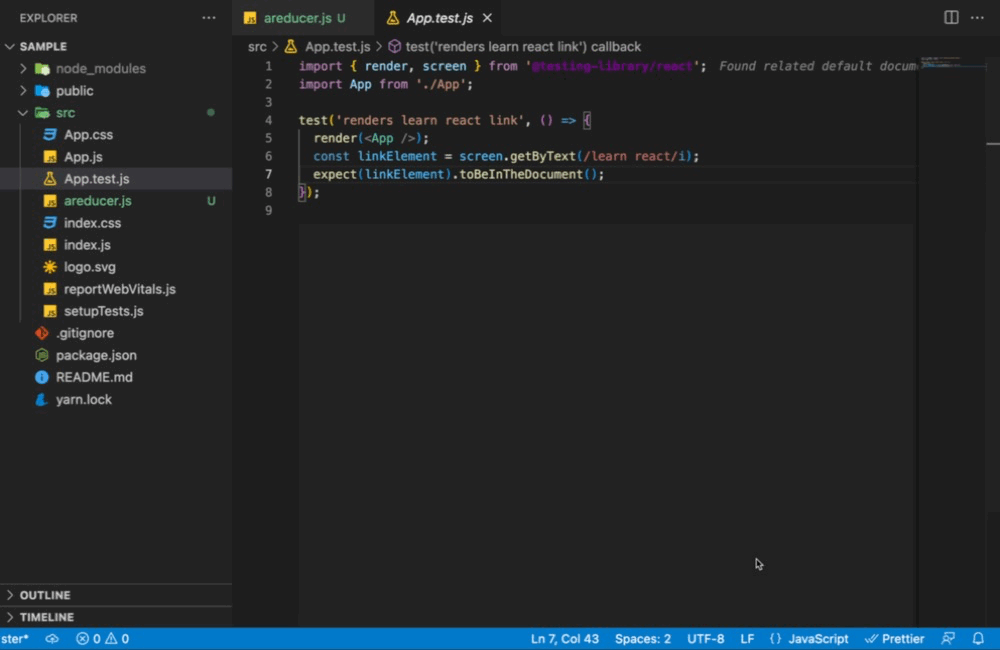 EXPLORER
SAMPLE
node_modules
public
src
App.css
App.js
App.test.js
areducer.js U
index.css
index.js
logo.svg
reportWebVitals.js
setupTests.js
.gitignore
package.json
README.md
yarn.lock
OUTLINE
TIMELINE
areducer.js U App.test.js
src > App.test.js > test('renders learn react link') callback
1 import { render, screen } from '@testing-library/react'; Found related default docum
2 import App from './App';
3
4 test('renders learn react link', () => {
5 render(<App />);
6 const linkElement = screen.getByText(/learn react/i);
7 expect(linkElement).toBeInTheDocument();
8 });
9
ster* 0 0 Ln 7, Col 43 Spaces: 2 UTF-8 LF {} JavaScript Prettier